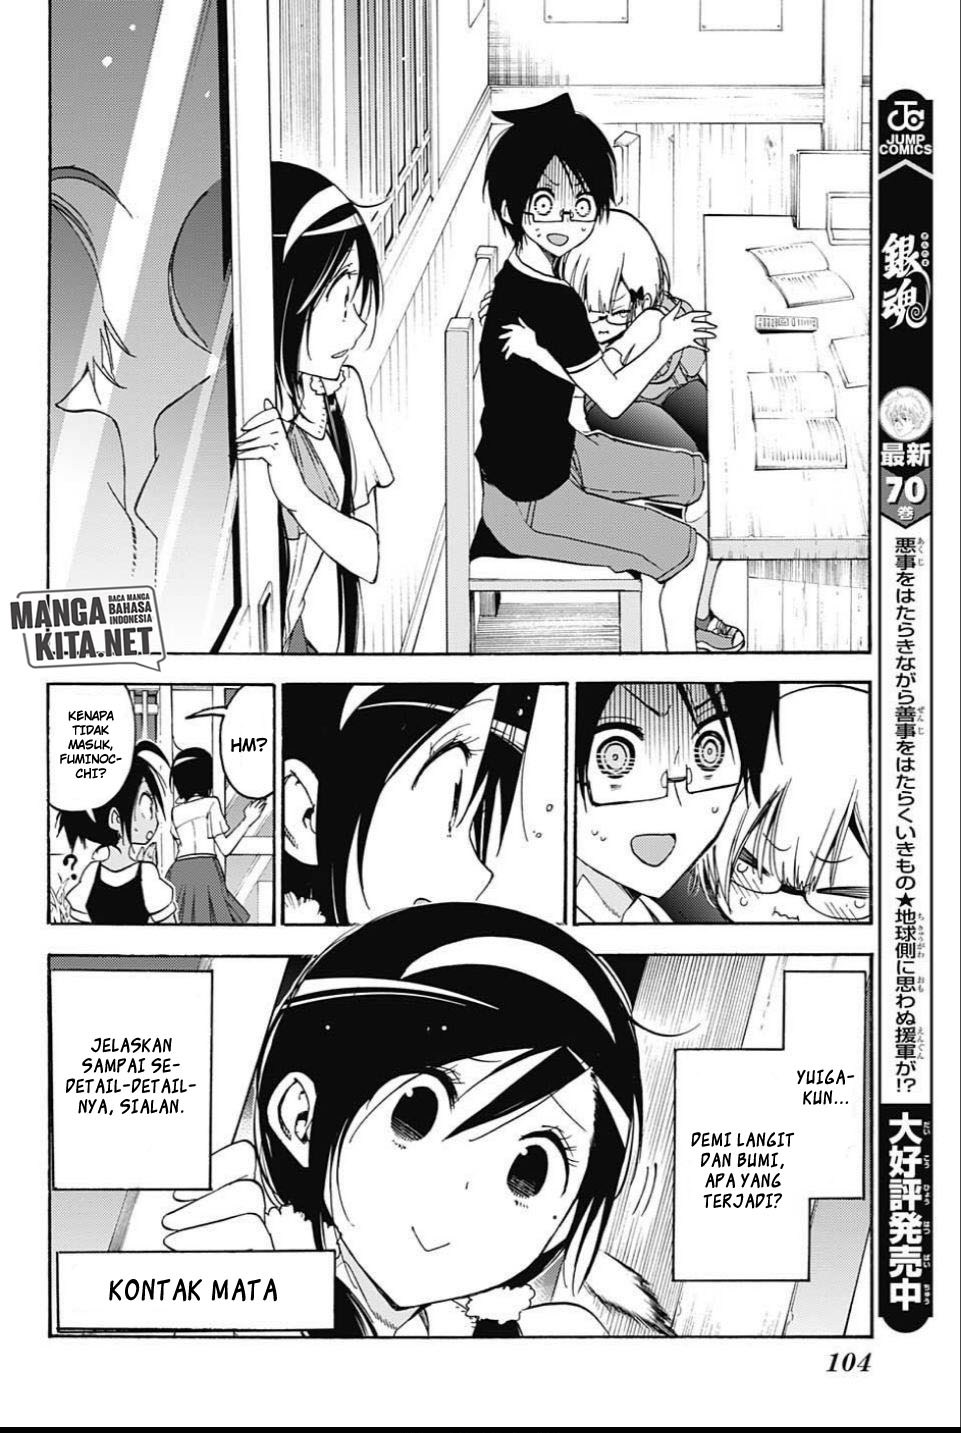 JUMP
COMICS
銀魂
最新
70
巻
悪事をはたらきながら善事をはたらくいきもの★地球側に思わぬ援軍が!?
大好評発売中
MANGA
KITA.NET
BACA MANGA
BAHASA
INDONESIA
HM?
KENAPA
TIDAK
MASUK,
FUMINOC-
CHI?
?
YUIGA-
KUN...
DEMI LANGIT
DAN BUMI,
APA YANG
TERJADI?
JELASKAN
SAMPAI SE-
DETAIL-DETAIL-
NYA, SIALAN.
KONTAK MATA
104